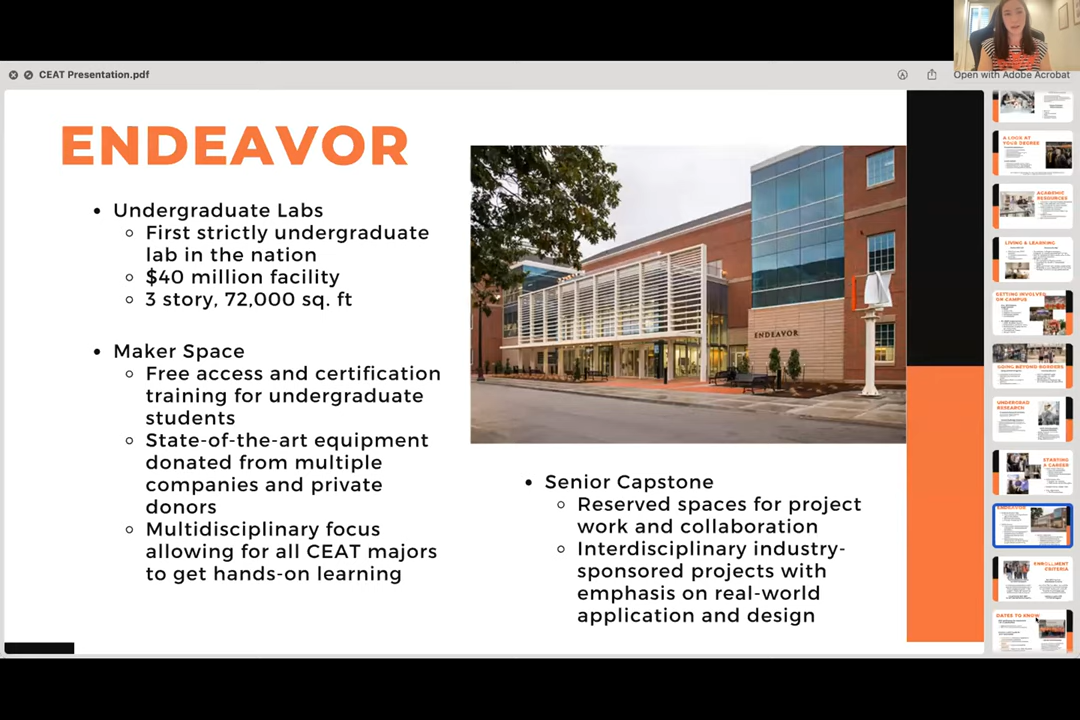 CEAT Presentation.pdf
Open with Adobe Acrobat
ENDEAVOR
• Undergraduate Labs
○ First strictly undergraduate
lab in the nation
○ $40 million facility
○ 3 story, 72,000 sq. ft
• Maker Space
○ Free access and certification
training for undergraduate
students
○ State-of-the-art equipment
donated from multiple
companies and private
donors
○ Multidisciplinary focus
allowing for all CEAT majors
to get hands-on learning
ENDEAVOR
• Senior Capstone
○ Reserved spaces for project
work and collaboration
○ Interdisciplinary industry-
sponsored projects with
emphasis on real-world
application and design
A LOOK AT
YOUR DEGREE
ACADEMIC
RESOURCES
LIVING & LEARNING
GETTING INVOLVED
ON CAMPUS
GOING BEYOND BORDERS
UNDERGRAD
RESEARCH
STARTING
A CAREER
ENDEAVOR
ENROLLMENT
CRITERIA
DATES TO KNOW